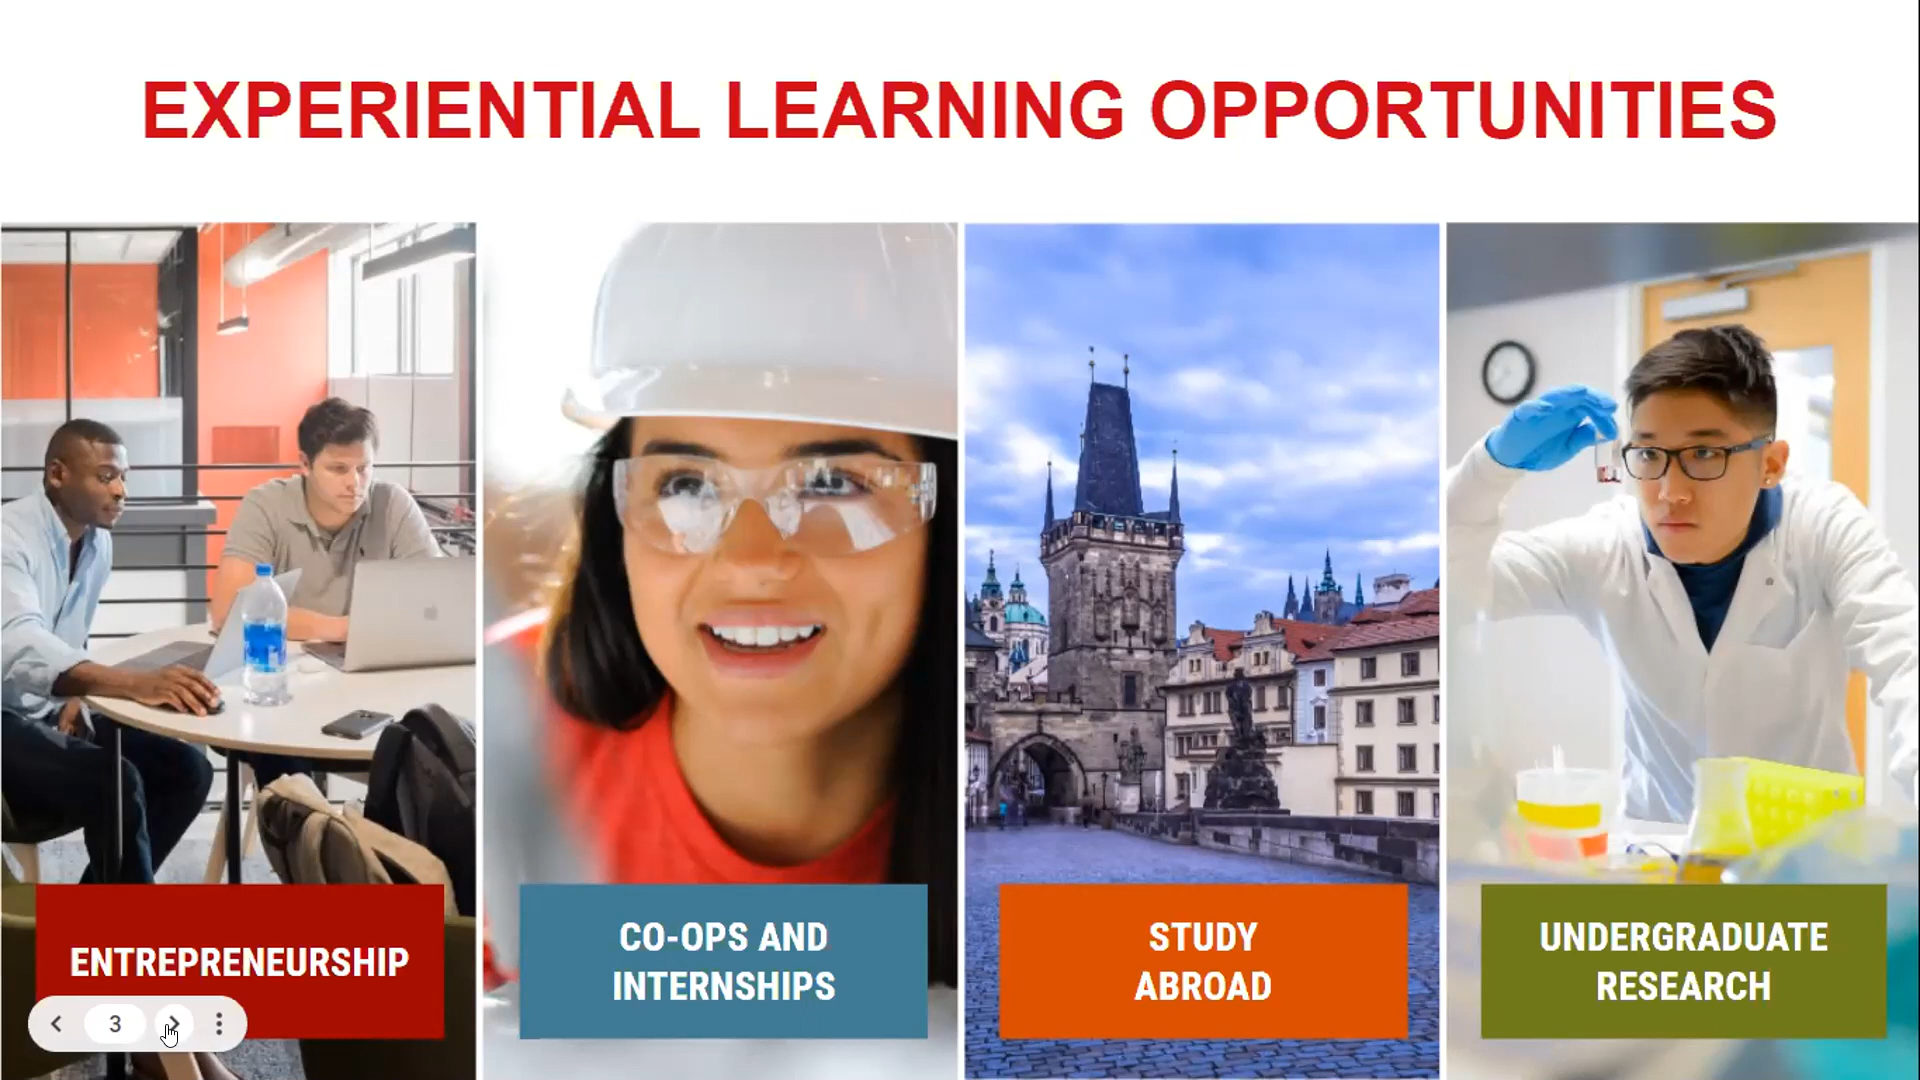 EXPERIENTIAL LEARNING OPPORTUNITIES
ENTREPRENEURSHIP
CO-OPS AND
INTERNSHIPS
STUDY
ABROAD
UNDERGRADUATE
RESEARCH
3